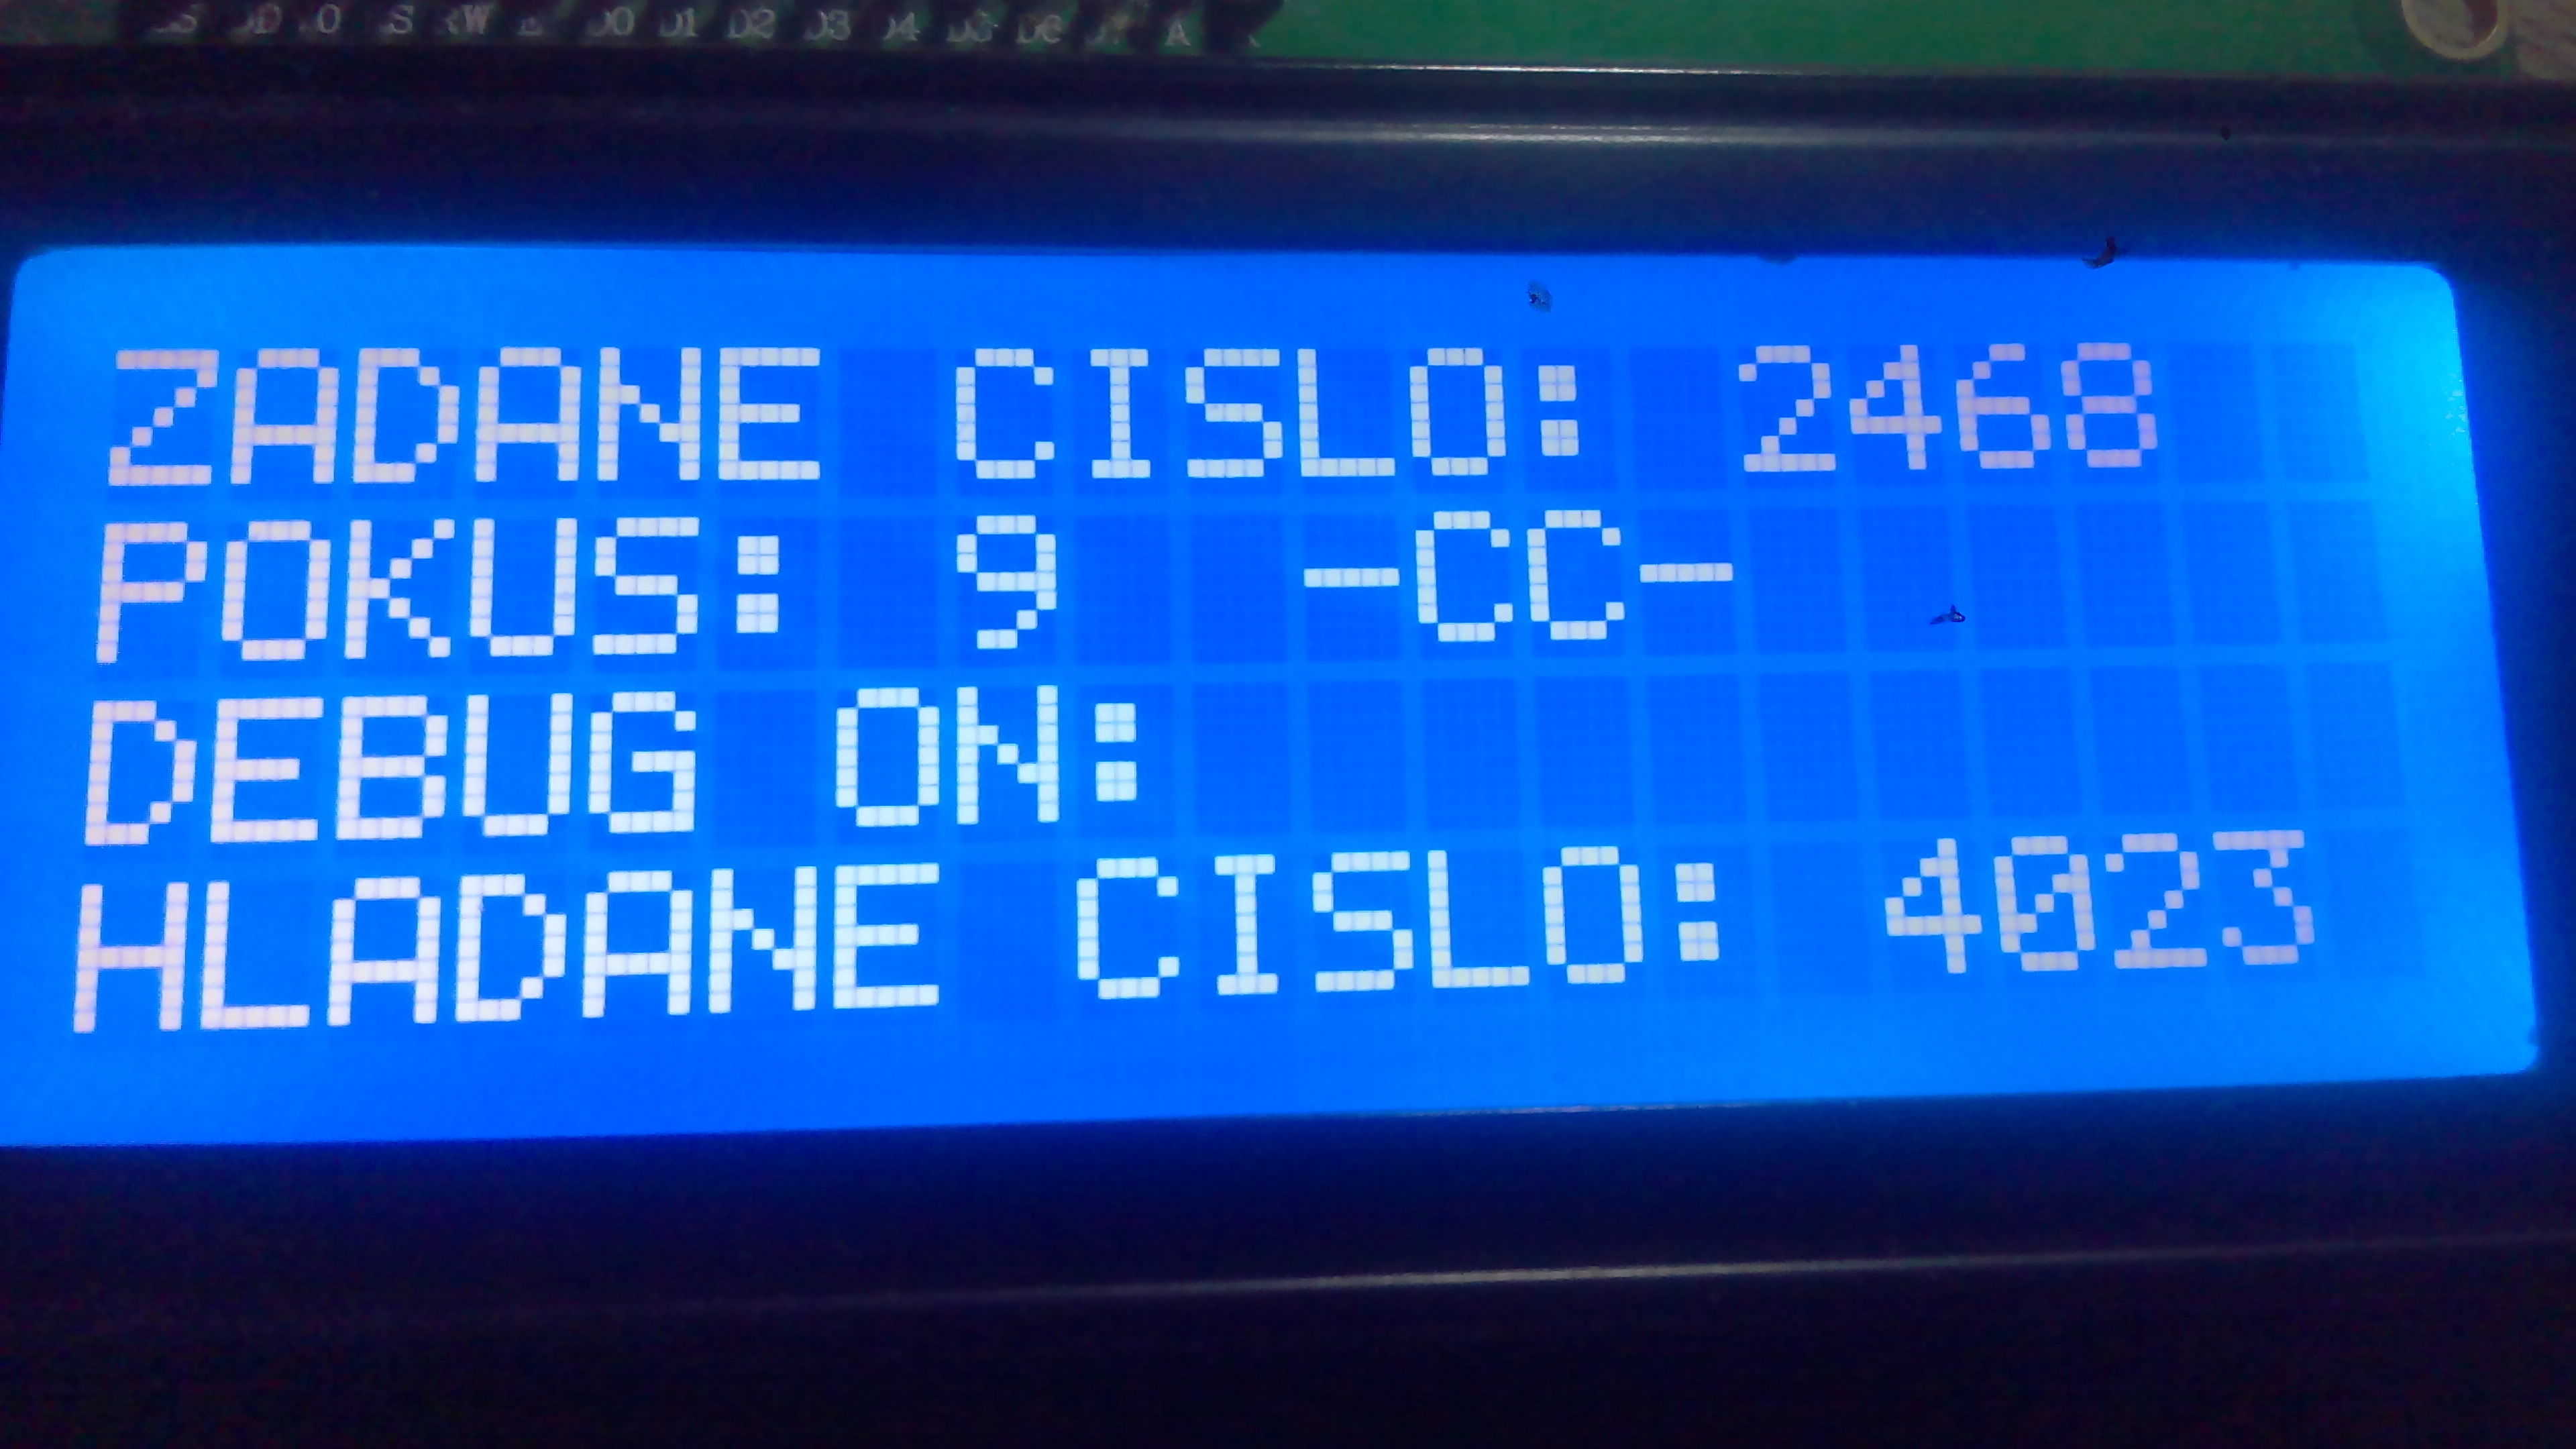 ZADANE CISLO: 2468
POKUS: 9  -CC-
DEBUG ON:
HLADANE CISLO: 4023